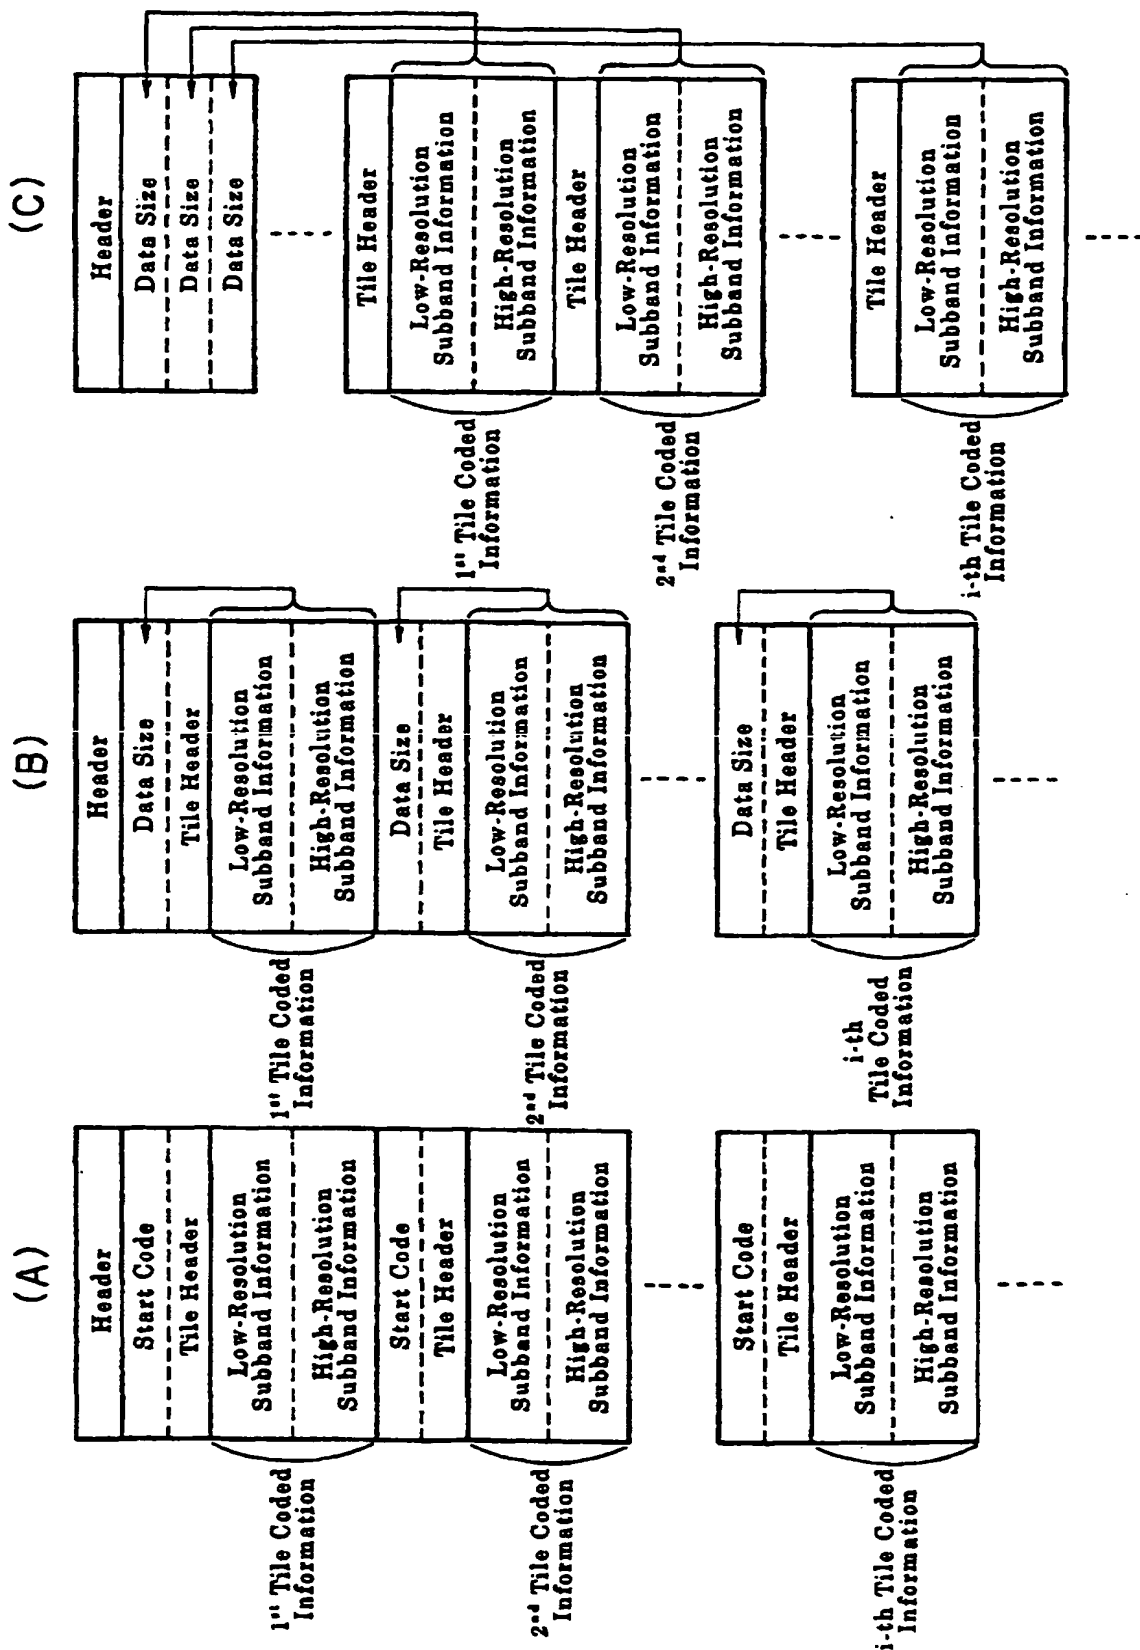 (A)
Header
Start Code
Tile Header
Low-Resolution
Subband Information
High-Resolution
Subband Information
Start Code
Tile Header
Low-Resolution
Subband Information
High-Resolution
Subband Information
Start Code
Tile Header
Low-Resolution
Subband Information
High-Resolution
Subband Information
1st Tile Coded
Information
2nd Tile Coded
Information
i-th Tile Coded
Information
(B)
Header
Data Size
Tile Header
Low-Resolution
Subband Information
High-Resolution
Subband Information
Data Size
Tile Header
Low-Resolution
Subband Information
High-Resolution
Subband Information
Data Size
Tile Header
Low-Resolution
Subband Information
High-Resolution
Subband Information
1st Tile Coded
Information
2nd Tile Coded
Information
i-th
Tile Coded
Information
(C)
Header
Data Size
Data Size
Data Size
Tile Header
Low-Resolution
Subband Information
High-Resolution
Subband Information
Tile Header
Low-Resolution
Subband Information
High-Resolution
Subband Information
Tile Header
Low-Resolution
Subband Information
High-Resolution
Subband Information
1st Tile Coded
Information
2nd Tile Coded
Information
i-th Tile Coded
Information